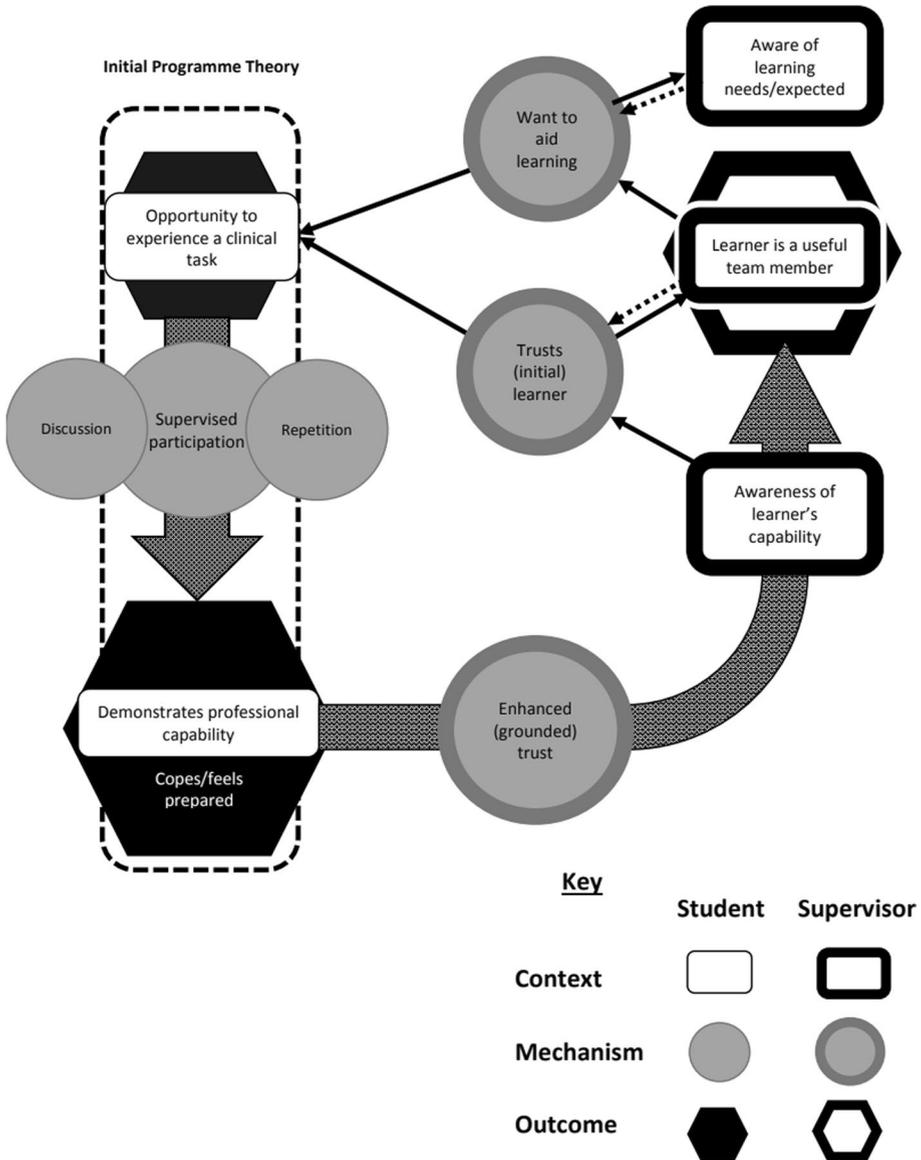 Initial Programme Theory
Opportunity to
experience a clinical
task
Discussion
Supervised
participation
Repetition
Demonstrates professional
capability
Copes/feels
prepared
Want to
aid
learning
Trusts
(initial)
learner
Enhanced
(grounded)
trust
Aware of
learning
needs/expected
Learner is a useful
team member
Awareness of
learner’s
capability
Key
Student Supervisor
Context
Mechanism
Outcome